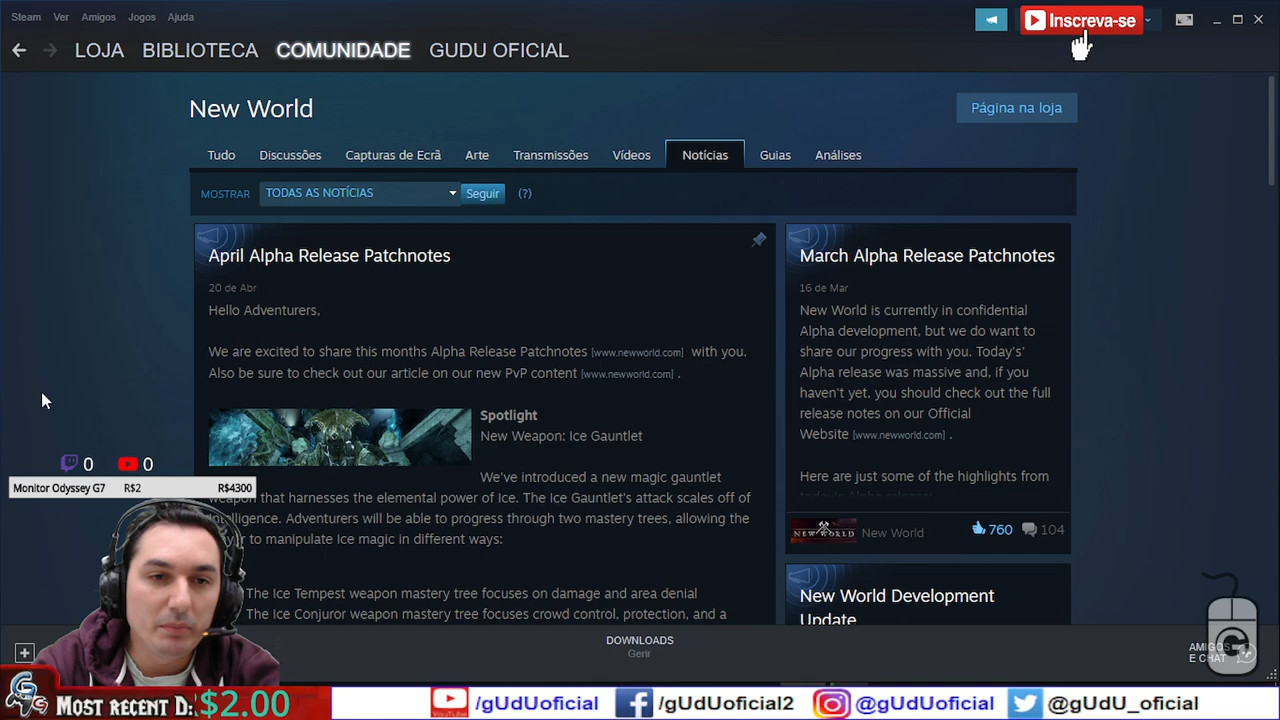 Steam Ver Amigos Jogos Ajuda
Inscreva-se
LOJA BIBLIOTECA COMUNIDADE GUDU OFICIAL
New World
Página na loja
Tudo Discussões Capturas de Ecrã Arte Transmissões Vídeos Notícias Guias Análises
MOSTRAR TODAS AS NOTÍCIAS Seguir (?)
April Alpha Release Patchnotes
20 de Abr
Hello Adventurers,
We are excited to share this months Alpha Release Patchnotes [www.newworld.com] with you.
Also be sure to check out our article on our new PvP content [www.newworld.com] .
Spotlight
New Weapon: Ice Gauntlet
We've introduced a new magic gauntlet
weapon that harnesses the elemental power of Ice. The Ice Gauntlet's attack scales off of
Intelligence. Adventurers will be able to progress through two mastery trees, allowing the
to manipulate Ice magic in different ways:
The Ice Tempest weapon mastery tree focuses on damage and area denial
The Ice Conjuror weapon mastery tree focuses crowd control, protection, and a
March Alpha Release Patchnotes
16 de Mar
New World is currently in confidential
Alpha development, but we do want to
share our progress with you. Today's'
Alpha release was massive and, if you
haven't yet, you should check out the full
release notes on our Official
Website [www.newworld.com] .
Here are just some of the highlights from
today's Alpha release:
NEW WORLD New World 760 104
New World Development
Update
0 0
Monitor Odyssey G7 R$2 R$4300
DOWNLOADS
Gerir
AMIGOS
E CHAT
MOST RECENT D: $2.00
YouTube /gUdUoficial /gUdUoficial2 @gUdUoficial @gUdU_oficial